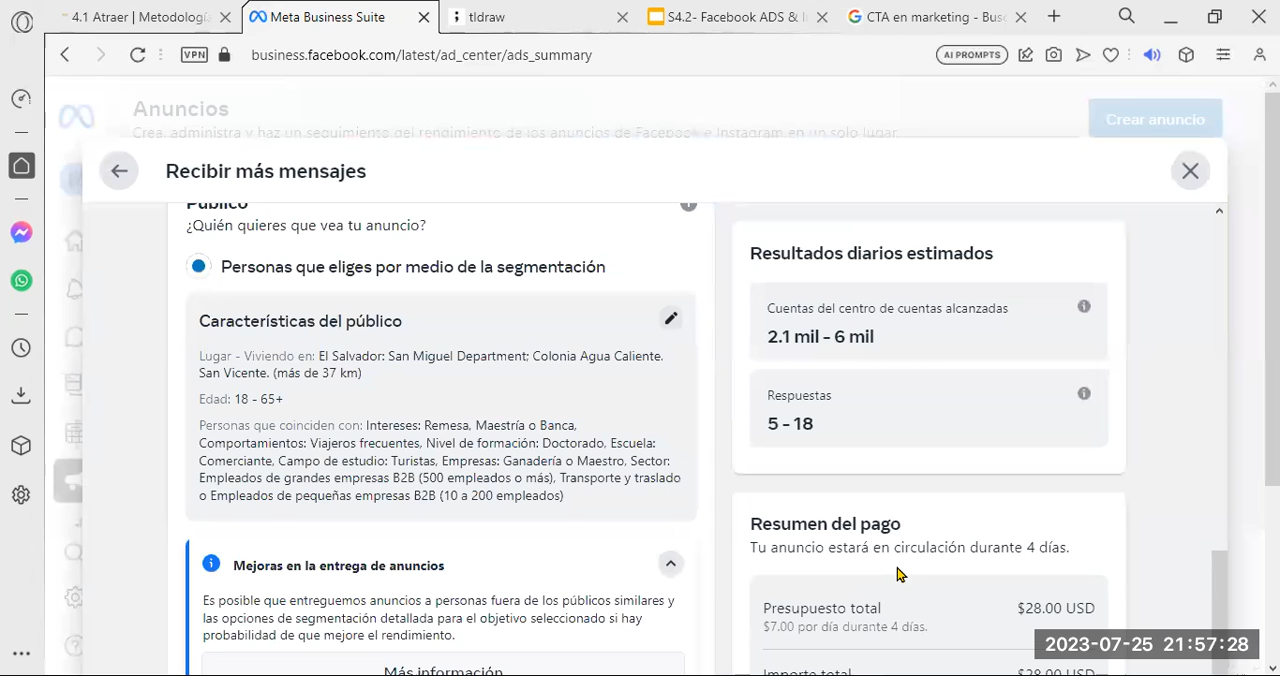 4.1 Atraer | Metodologí
Meta Business Suite
tldraw
S4.2- Facebook ADS & I
CTA en marketing - Bus
VPN
business.facebook.com/latest/ad_center/ads_summary
AI PROMPTS
Anuncios
Crea, administra y haz un seguimiento del rendimiento de los anuncios de Facebook e Instagram en un solo lugar.
Crear anuncio
Recibir más mensajes
Público
¿Quién quieres que vea tu anuncio?
Personas que eliges por medio de la segmentación
Características del público
Lugar - Viviendo en: El Salvador: San Miguel Department; Colonia Agua Caliente.
San Vicente. (más de 37 km)
Edad: 18 - 65+
Personas que coinciden con: Intereses: Remesa, Maestría o Banca,
Comportamientos: Viajeros frecuentes, Nivel de formación: Doctorado, Escuela:
Comerciante, Campo de estudio: Turistas, Empresas: Ganadería o Maestro, Sector:
Empleados de grandes empresas B2B (500 empleados o más), Transporte y traslado
o Empleados de pequeñas empresas B2B (10 a 200 empleados)
Mejoras en la entrega de anuncios
Es posible que entreguemos anuncios a personas fuera de los públicos similares y
las opciones de segmentación detallada para el objetivo seleccionado si hay
probabilidad de que mejore el rendimiento.
Más información
Resultados diarios estimados
Cuentas del centro de cuentas alcanzadas
2.1 mil - 6 mil
Respuestas
5 - 18
Resumen del pago
Tu anuncio estará en circulación durante 4 días.
Presupuesto total
$28.00 USD
$7.00 por día durante 4 días.
Importe total
$28.00 USD
2023-07-25 21:57:28